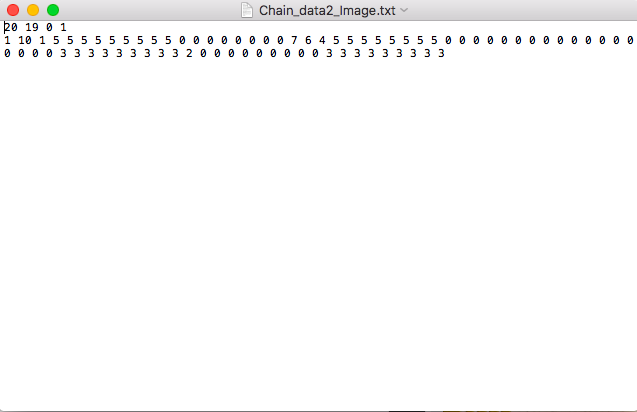 Chain_data2_Image.txt
20 19 0 1
1 10 1 5 5 5 5 5 5 5 5 5 0 0 0 0 0 0 0 0 7 6 4 5 5 5 5 5 5 5 5 0 0 0 0 0 0 0 0 0 0 0 0 0 0
0 0 0 0 3 3 3 3 3 3 3 3 3 2 0 0 0 0 0 0 0 0 0 3 3 3 3 3 3 3 3 3